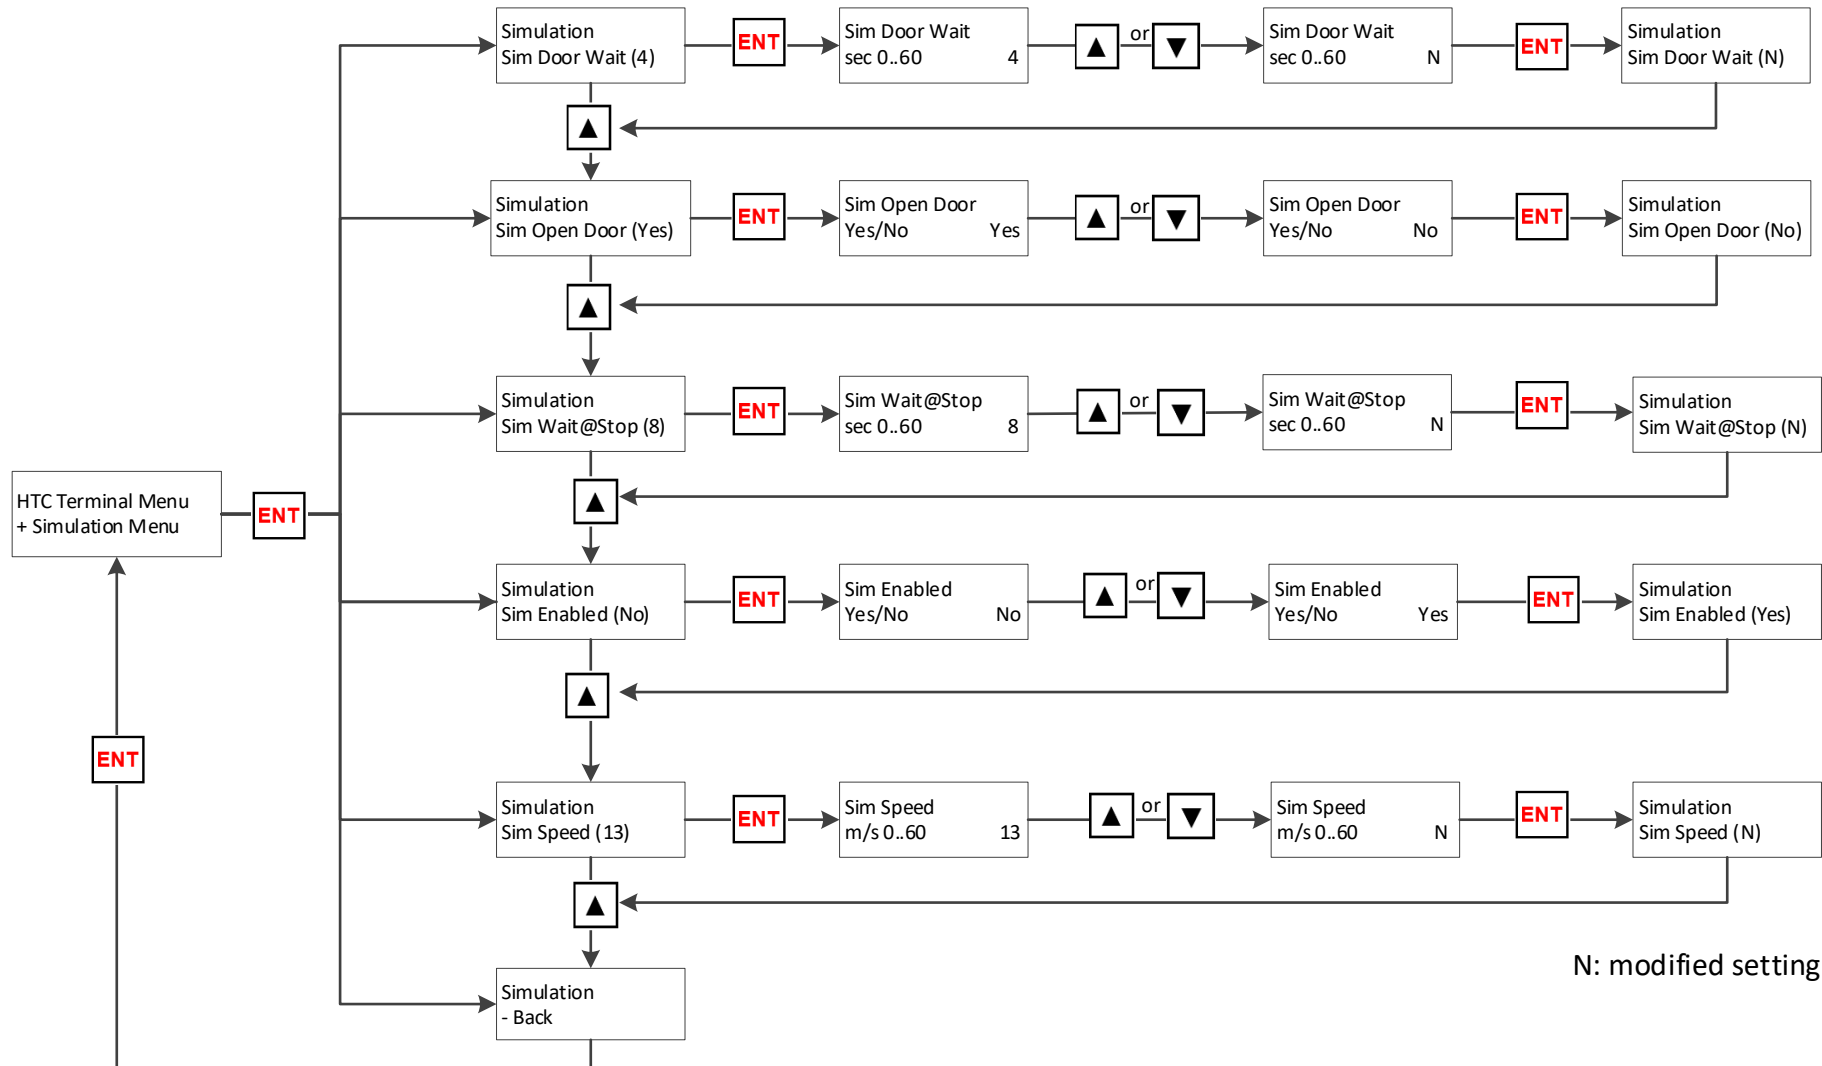 Simulation
Sim Door Wait (4)
ENT
Sim Door Wait
sec 0..60 4
▲ or ▼
Sim Door Wait
sec 0..60 N
ENT
Simulation
Sim Door Wait (N)
▲
Simulation
Sim Open Door (Yes)
ENT
Sim Open Door
Yes/No Yes
▲ or ▼
Sim Open Door
Yes/No No
ENT
Simulation
Sim Open Door (No)
▲
Simulation
Sim Wait@Stop (8)
ENT
Sim Wait@Stop
sec 0..60 8
▲ or ▼
Sim Wait@Stop
sec 0..60 N
ENT
Simulation
Sim Wait@Stop (N)
▲
HTC Terminal Menu
+ Simulation Menu
ENT
Simulation
Sim Enabled (No)
ENT
Sim Enabled
Yes/No No
▲ or ▼
Sim Enabled
Yes/No Yes
ENT
Simulation
Sim Enabled (Yes)
▲
ENT
Simulation
Sim Speed (13)
ENT
Sim Speed
m/s 0..60 13
▲ or ▼
Sim Speed
m/s 0..60 N
ENT
Simulation
Sim Speed (N)
▲
N: modified setting
Simulation
- Back